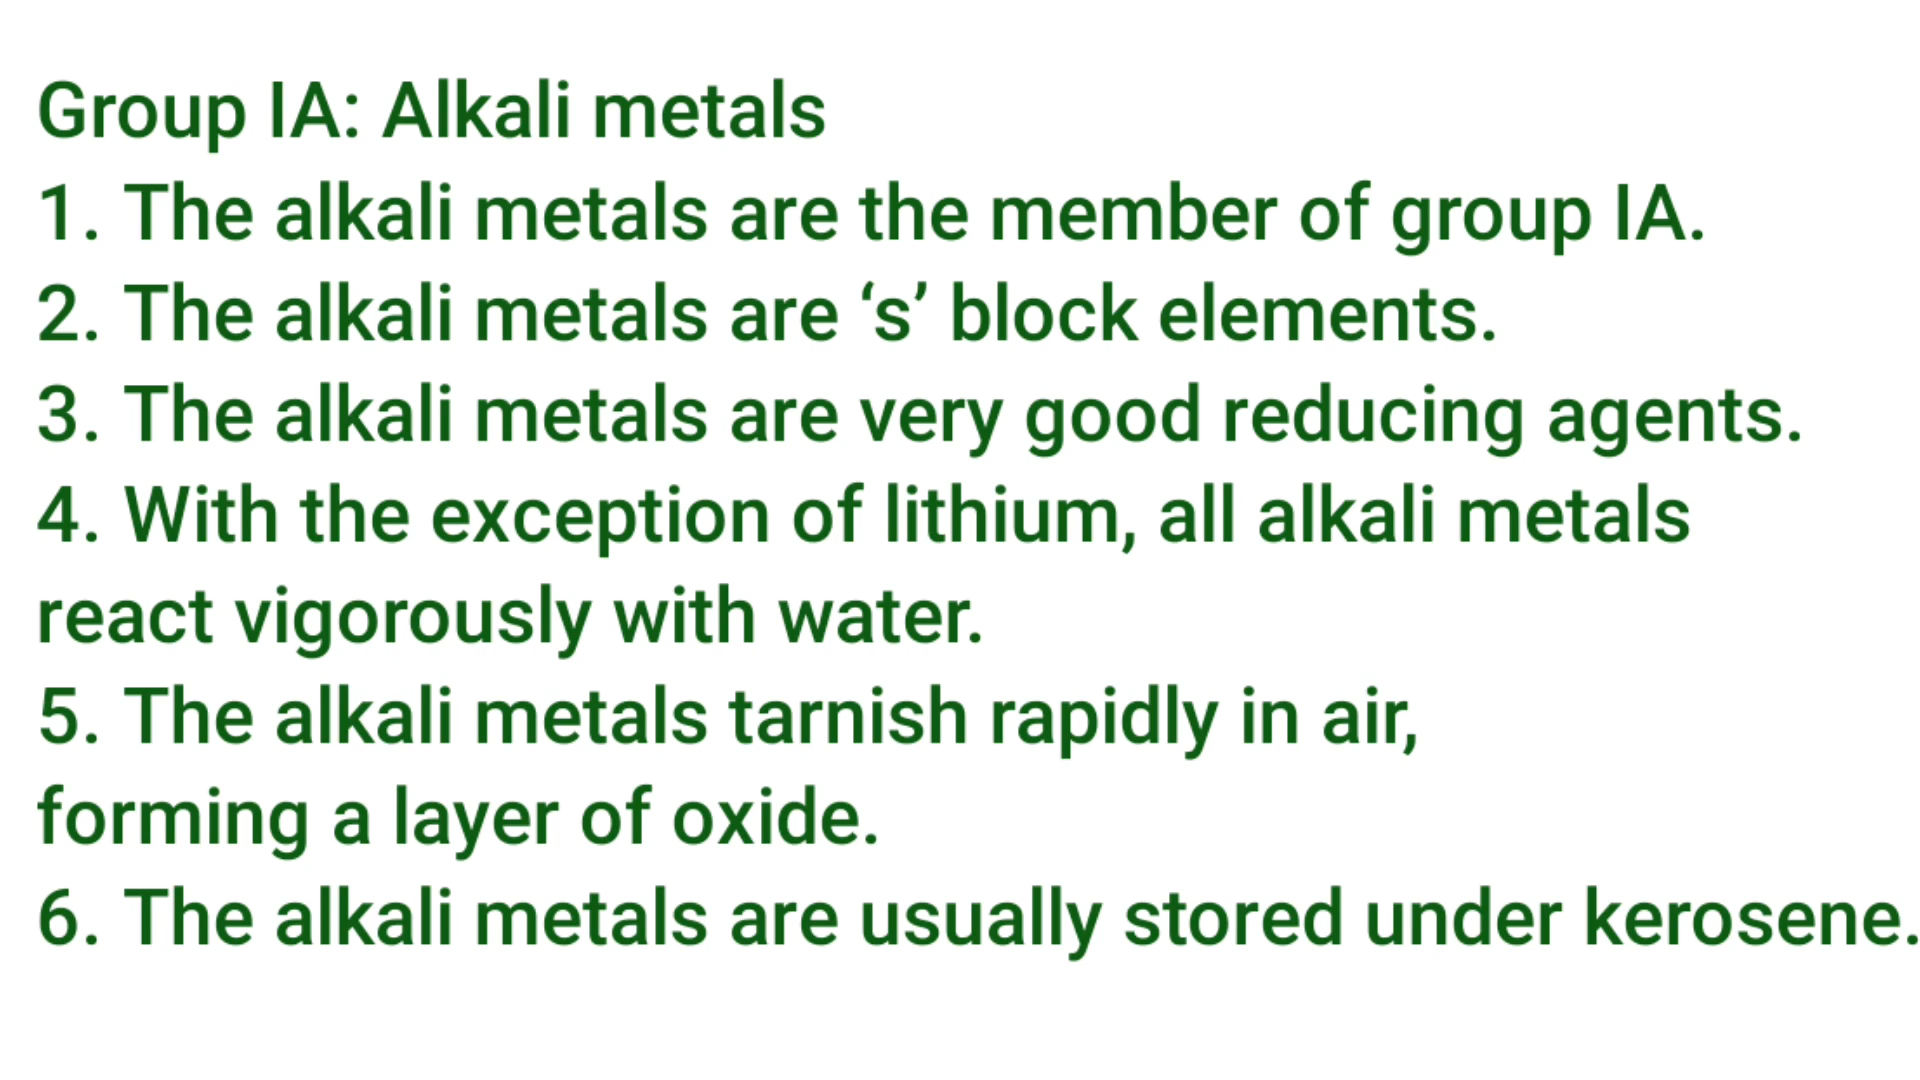 Group IA: Alkali metals
1. The alkali metals are the member of group IA.
2. The alkali metals are ‘s’ block elements.
3. The alkali metals are very good reducing agents.
4. With the exception of lithium, all alkali metals
react vigorously with water.
5. The alkali metals tarnish rapidly in air,
forming a layer of oxide.
6. The alkali metals are usually stored under kerosene.